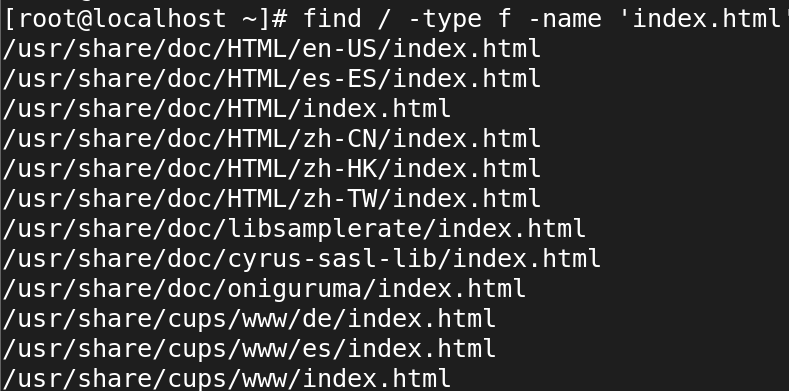 [root@localhost ~]# find / -type f -name 'index.html'
/usr/share/doc/HTML/en-US/index.html
/usr/share/doc/HTML/es-ES/index.html
/usr/share/doc/HTML/index.html
/usr/share/doc/HTML/zh-CN/index.html
/usr/share/doc/HTML/zh-HK/index.html
/usr/share/doc/HTML/zh-TW/index.html
/usr/share/doc/libsamplerate/index.html
/usr/share/doc/cyrus-sasl-lib/index.html
/usr/share/doc/oniguruma/index.html
/usr/share/cups/www/de/index.html
/usr/share/cups/www/es/index.html
/usr/share/cups/www/index.html